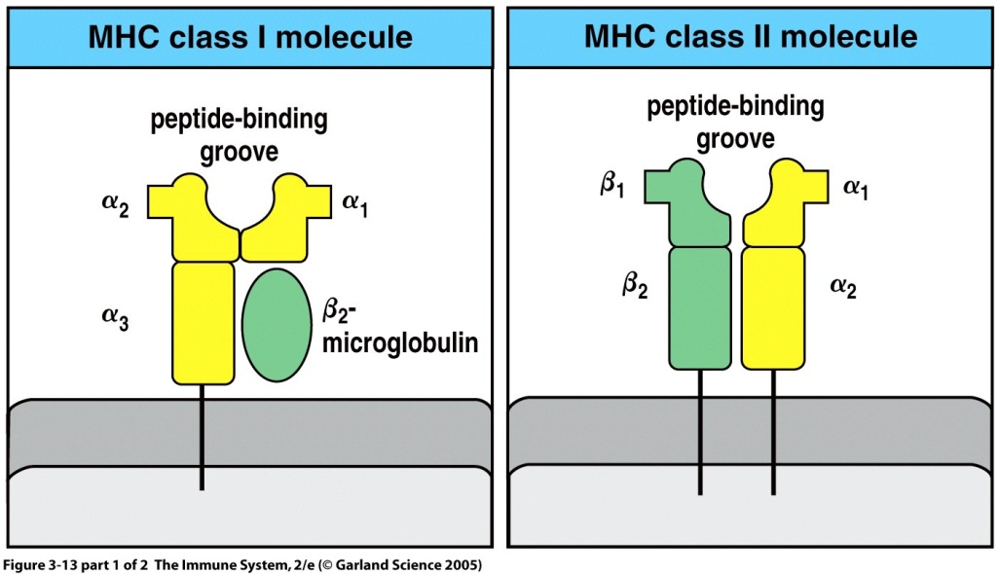 MHC class I molecule
peptide-binding
groove
α2
α1
α3
β2-
microglobulin
MHC class II molecule
peptide-binding
groove
β1
α1
β2
α2
Figure 3-13 part 1 of 2 The Immune System, 2/e (© Garland Science 2005)